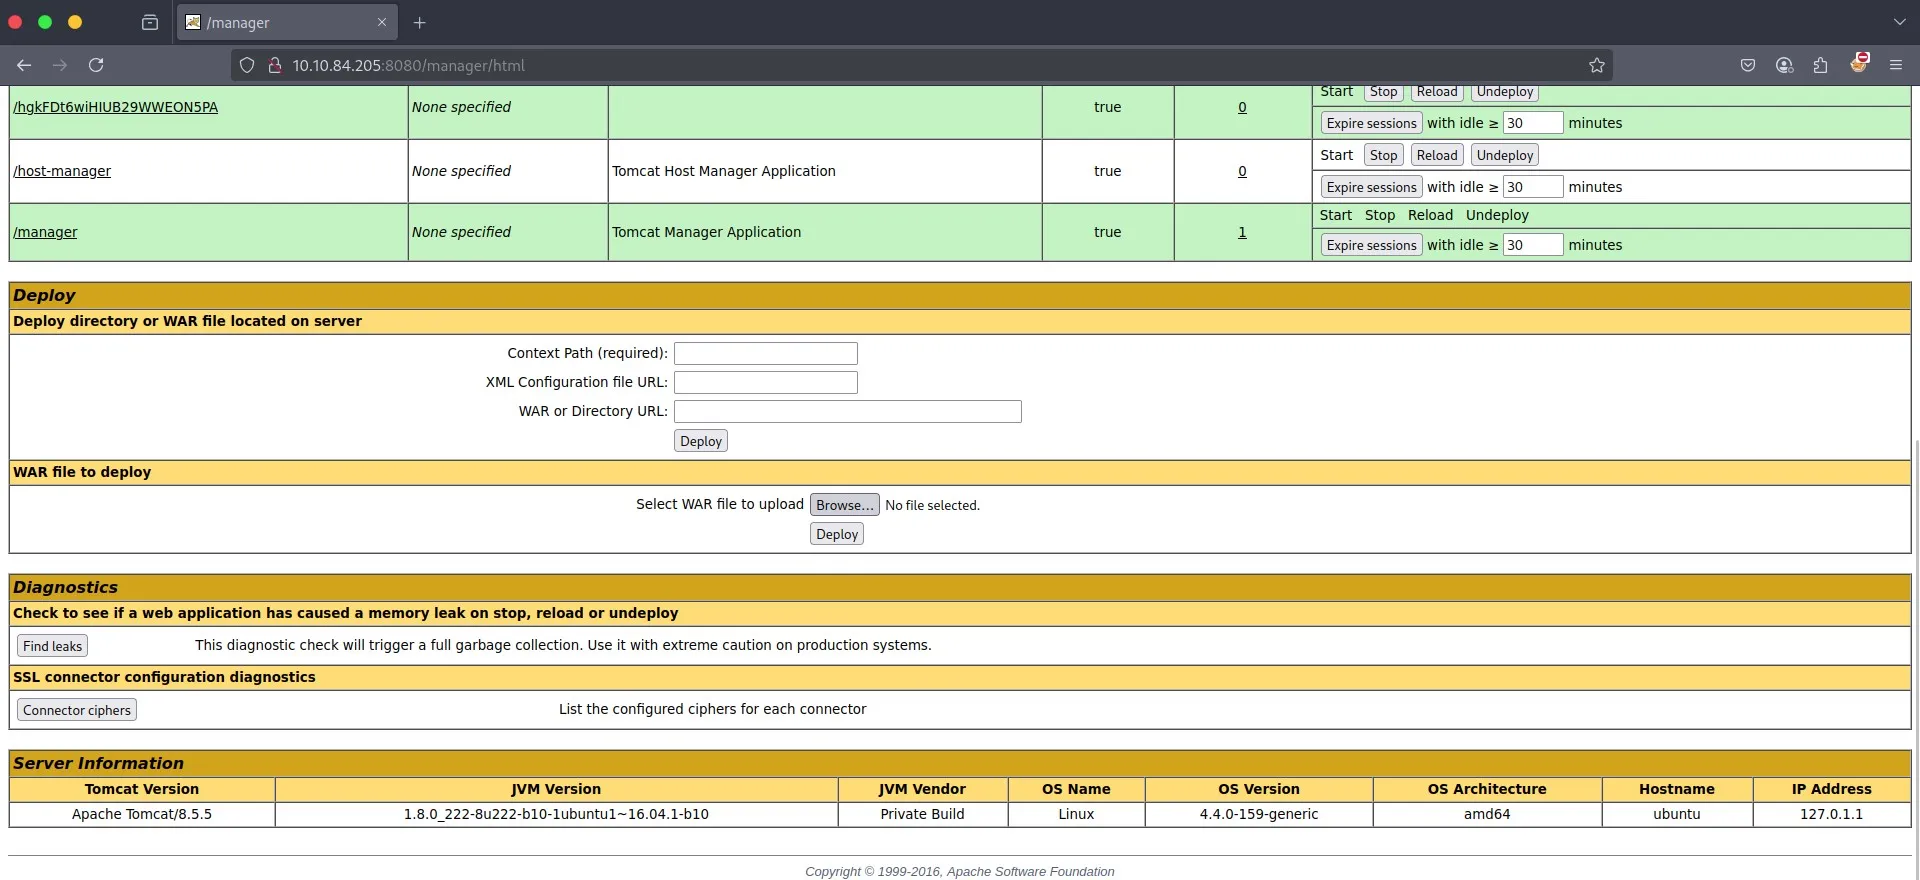 /manager
10.10.84.205:8080/manager/html
/hgkFDt6wiHIUB29WWEON5PA None specified true 0 Start Stop Reload Undeploy
Expire sessions with idle ≥ 30 minutes
/host-manager None specified Tomcat Host Manager Application true 0 Start Stop Reload Undeploy
Expire sessions with idle ≥ 30 minutes
/manager None specified Tomcat Manager Application true 1 Start Stop Reload Undeploy
Expire sessions with idle ≥ 30 minutes
Deploy
Deploy directory or WAR file located on server
Context Path (required):
XML Configuration file URL:
WAR or Directory URL:
Deploy
WAR file to deploy
Select WAR file to upload Browse... No file selected.
Deploy
Diagnostics
Check to see if a web application has caused a memory leak on stop, reload or undeploy
Find leaks This diagnostic check will trigger a full garbage collection. Use it with extreme caution on production systems.
SSL connector configuration diagnostics
Connector ciphers List the configured ciphers for each connector
Server Information
Tomcat Version JVM Version JVM Vendor OS Name OS Version OS Architecture Hostname IP Address
Apache Tomcat/8.5.5 1.8.0_222-8u222-b10-1ubuntu1~16.04.1-b10 Private Build Linux 4.4.0-159-generic amd64 ubuntu 127.0.1.1
Copyright © 1999-2016, Apache Software Foundation